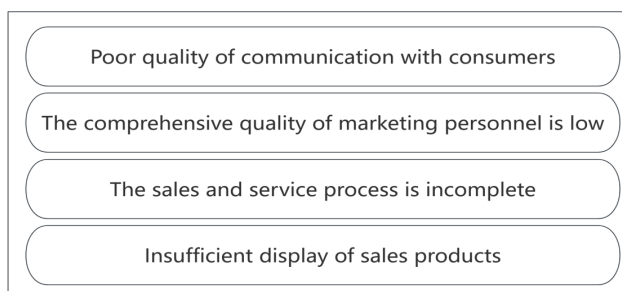 Poor quality of communication with consumers
The comprehensive quality of marketing personnel is low
The sales and service process is incomplete
Insufficient display of sales products